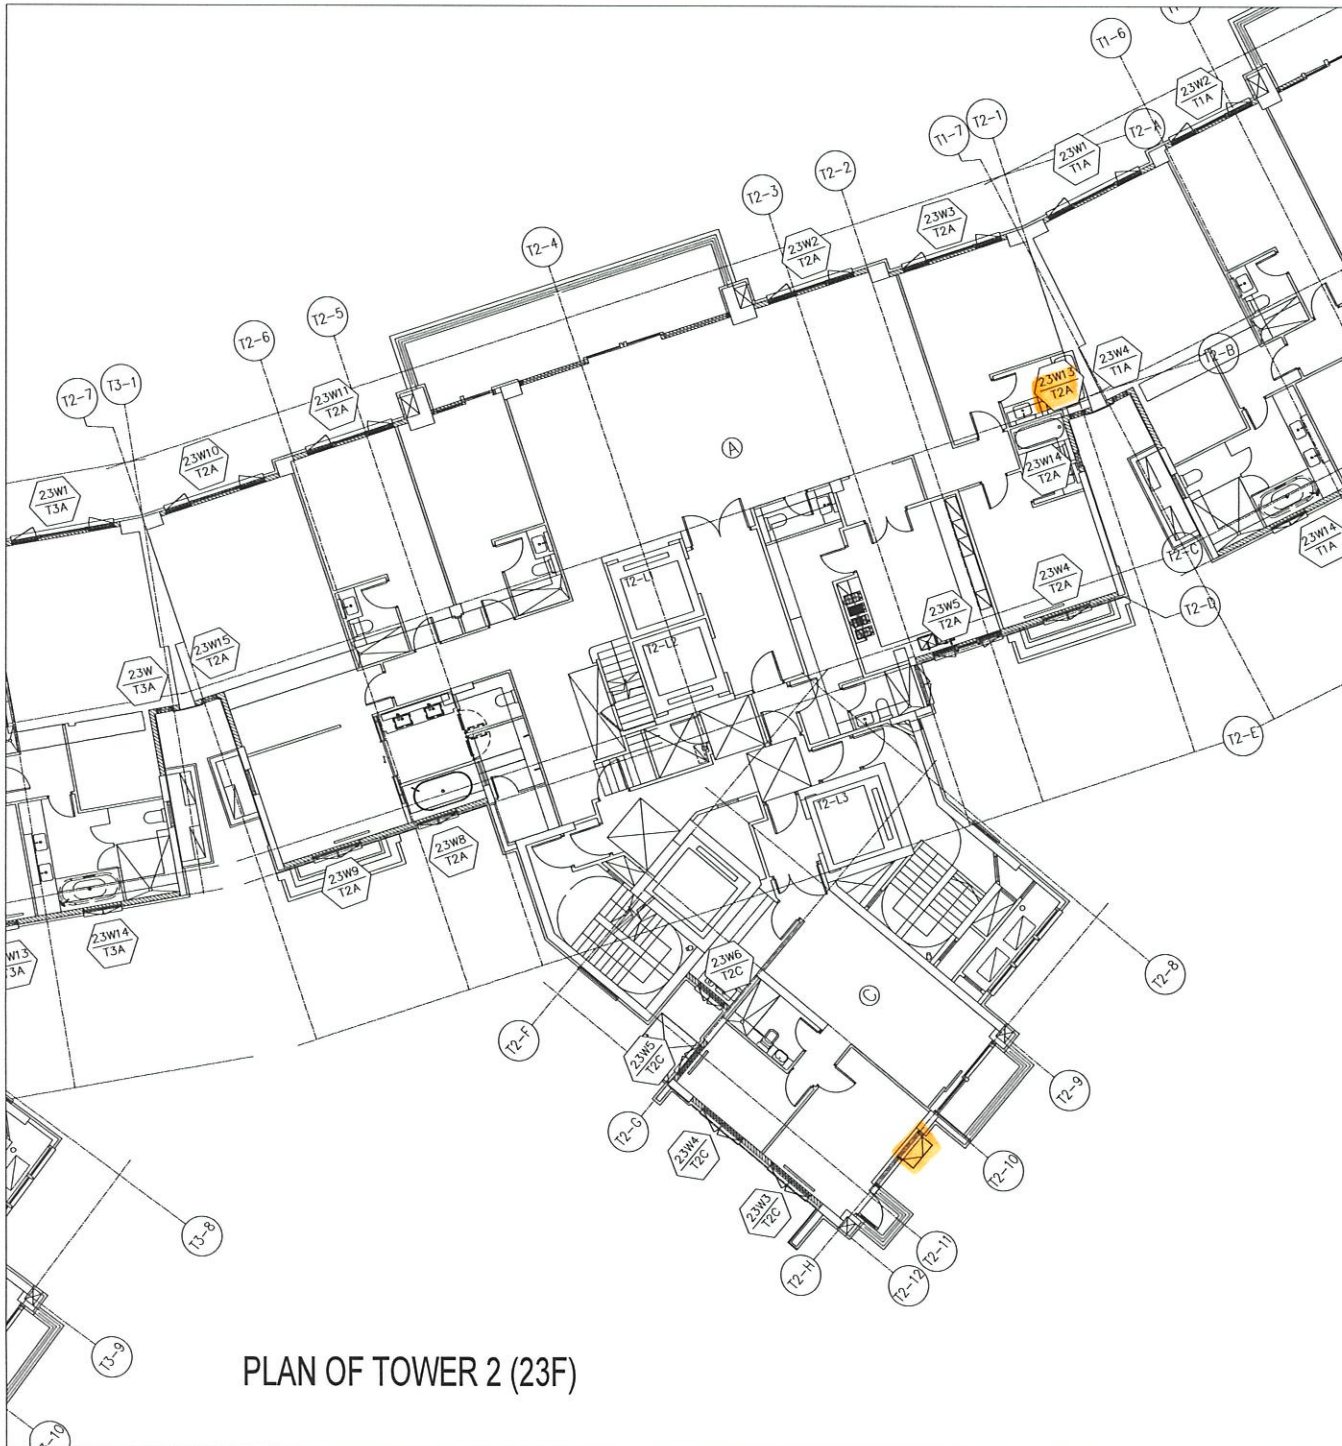 T1-6
23W2
T1A
T1-7
T2-1
T2-A
23W1
T1A
T2-2
T2-3
23W3
T2A
23W2
T2A
T2-4
T2-5
T2-6
T2-7
T3-1
23W4
T1A
T2-B
23W13
T2A
23W11
T2A
A
23W10
T2A
23W14
T2A
23W1
T3A
23W14
T1A
T2-C
T2-L1
23W4
T2A
T2-D
23W5
T2A
T2-L2
23W15
T2A
23W
T3A
T2-E
T2-L3
23W8
T2A
23W9
T2A
23W14
T3A
W13
3A
23W6
T2C
C
T2-8
T2-F
23W5
T2C
T2-9
T2-G
23W4
T2C
T2-10
23W3
T2C
T2-11
T2-H
T2-12
T3-8
T3-9
3-10
PLAN OF TOWER 2 (23F)